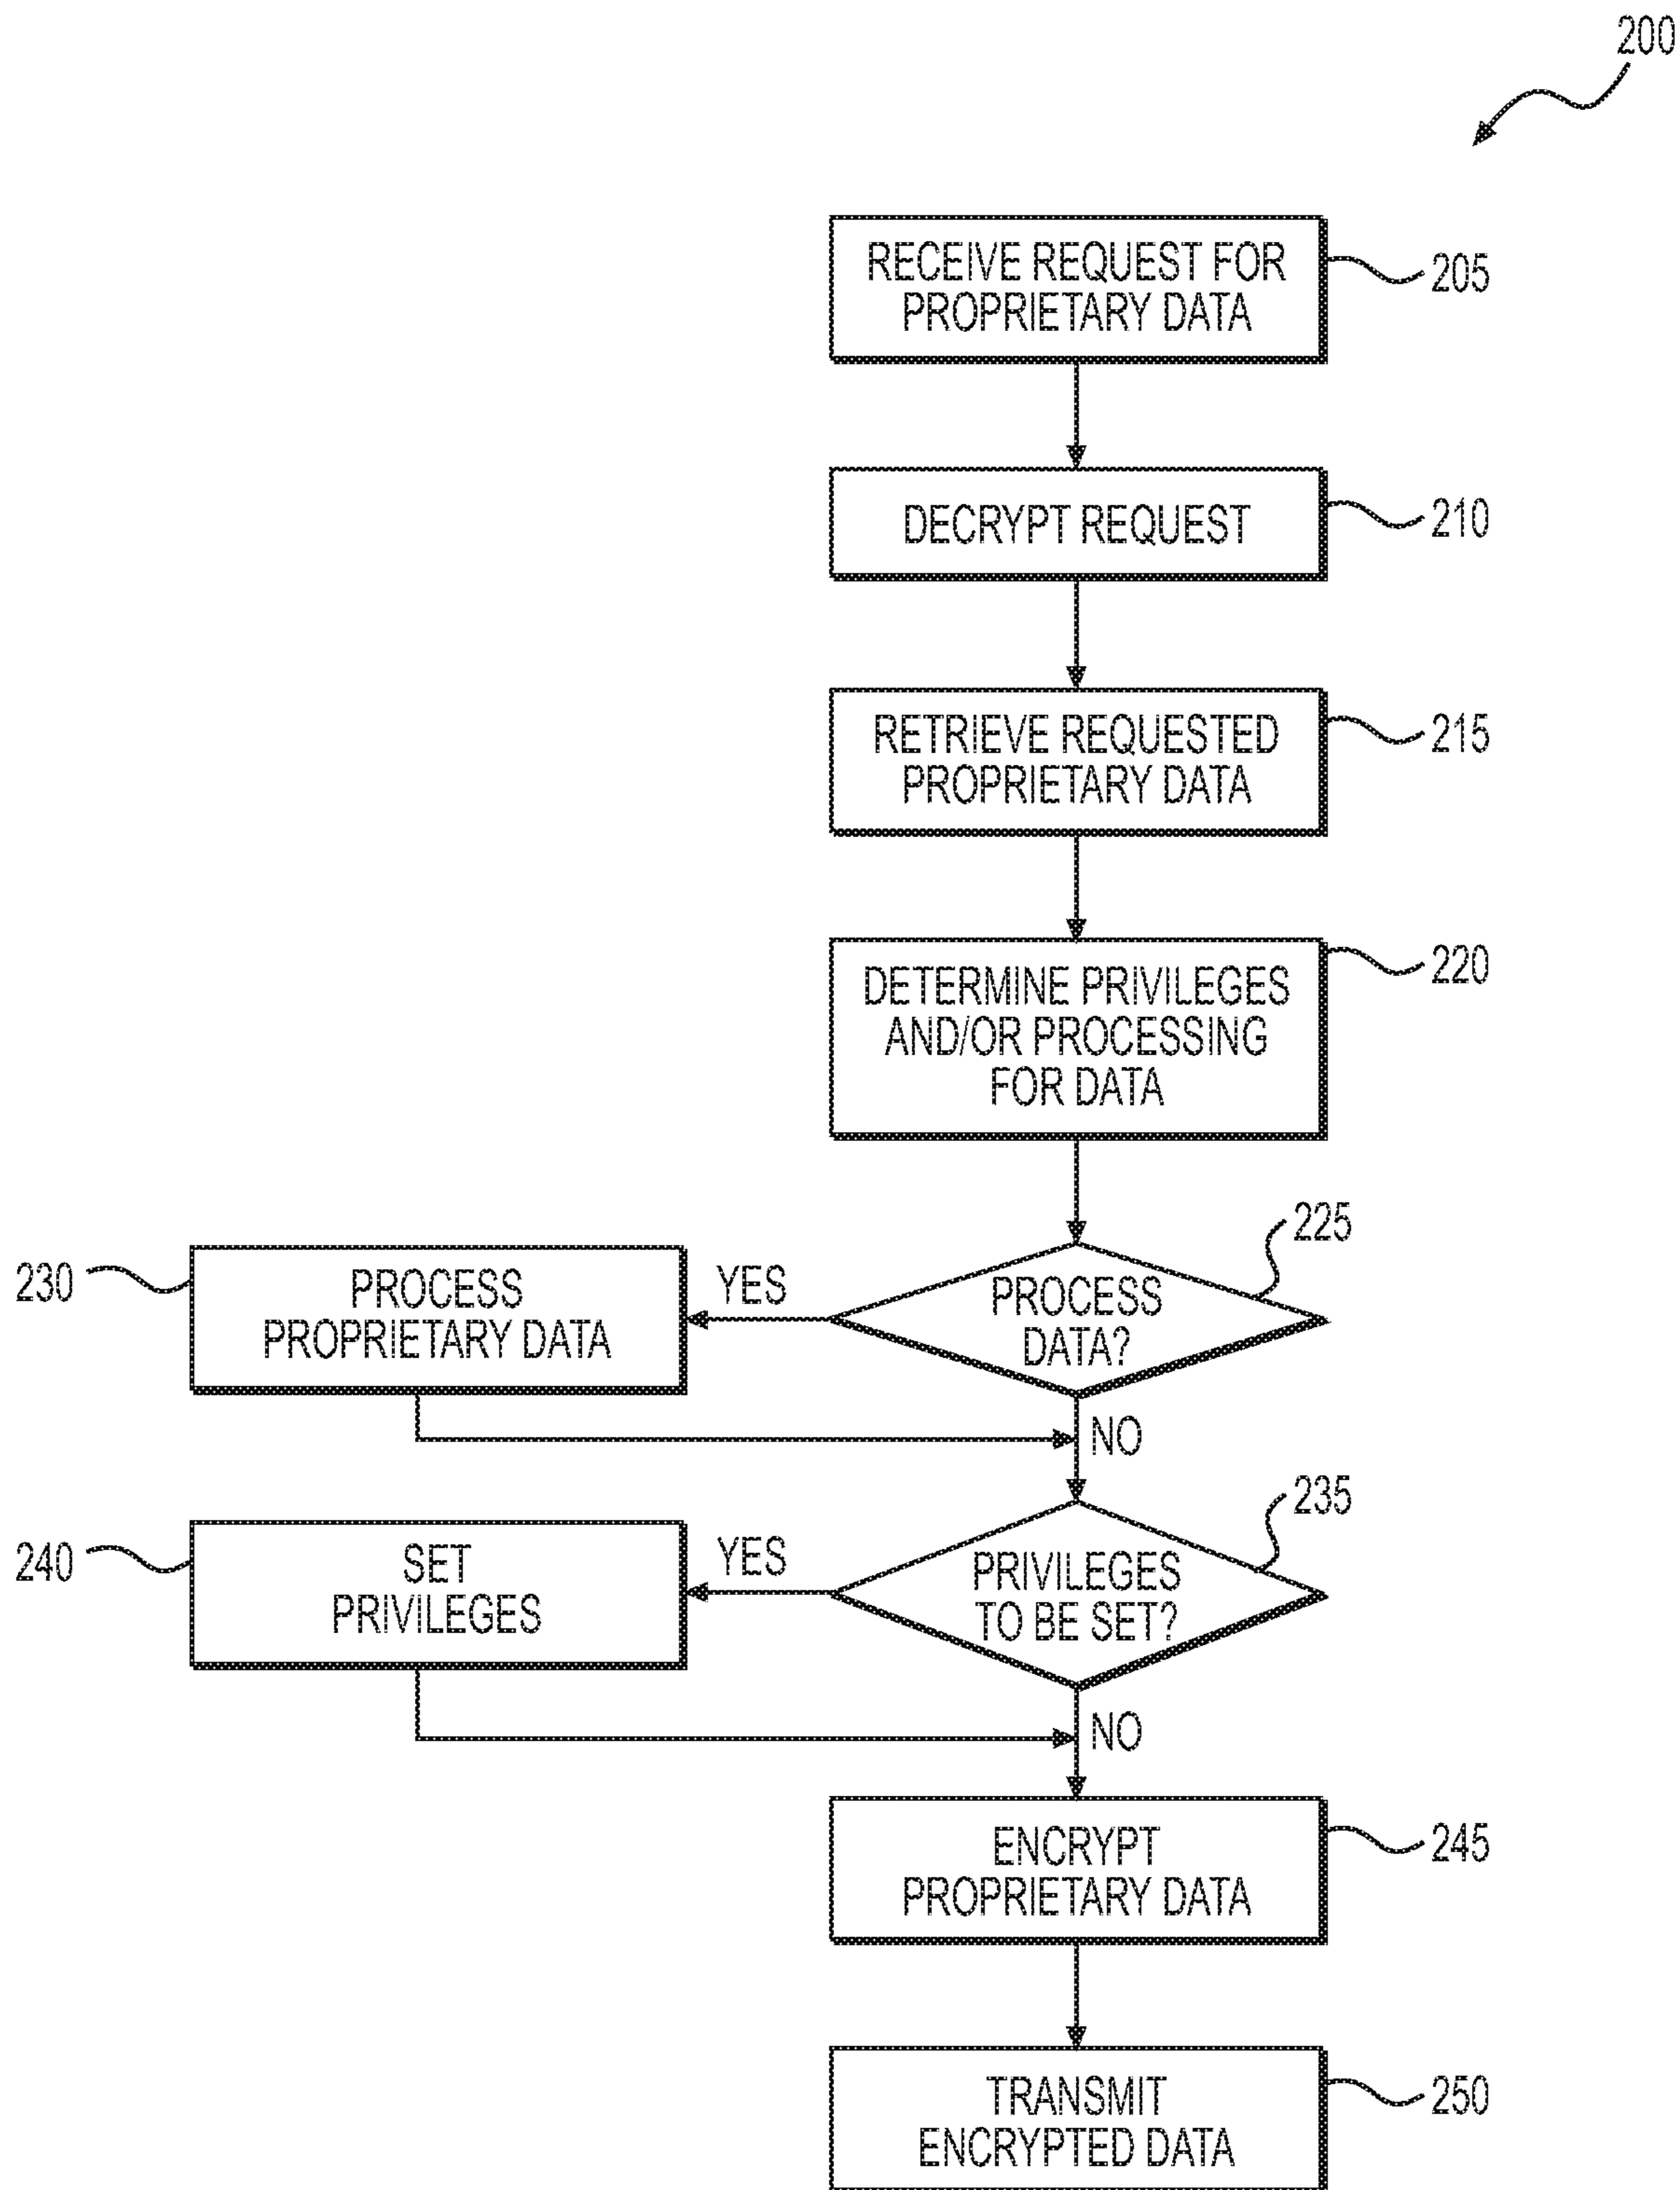 200
RECEIVE REQUEST FOR
PROPRIETARY DATA
205
DECRYPT REQUEST
210
RETRIEVE REQUESTED
PROPRIETARY DATA
215
DETERMINE PRIVILEGES
AND/OR PROCESSING
FOR DATA
220
225
PROCESS
DATA?
YES
230
PROCESS
PROPRIETARY DATA
NO
235
PRIVILEGES
TO BE SET?
YES
240
SET
PRIVILEGES
NO
ENCRYPT
PROPRIETARY DATA
245
TRANSMIT
ENCRYPTED DATA
250